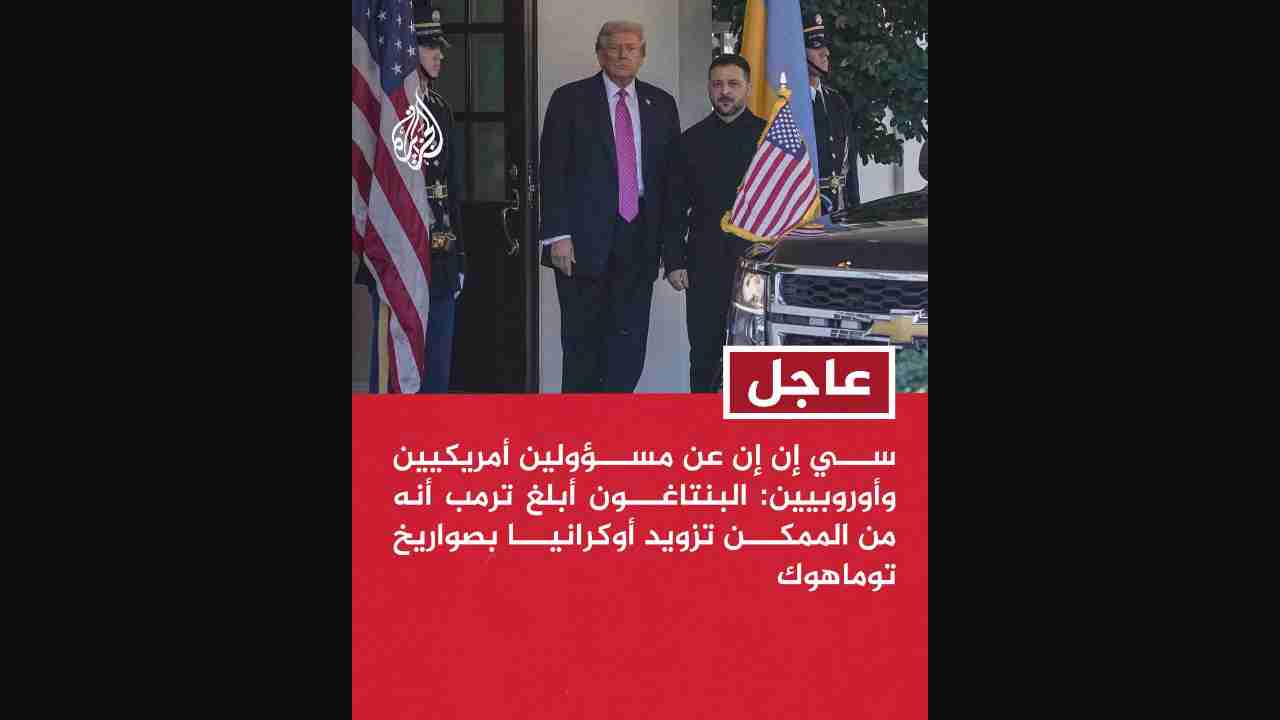 الجزيرة
عاجل
سي إن إن عن مسؤولين أمريكيين
وأوروبيين: البنتاغون أبلغ ترمب أنه
من الممكن تزويد أوكرانيا بصواريخ
توماهوك